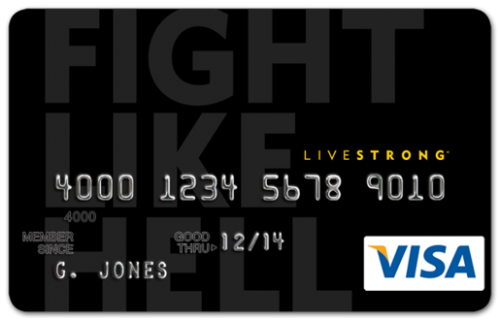 FIGHT
LIKE
HELL
LIVESTRONG®
4000 1234 5678 9010
4000
MEMBER SINCE
GOOD THRU▷ 12/14
G. JONES
VISA